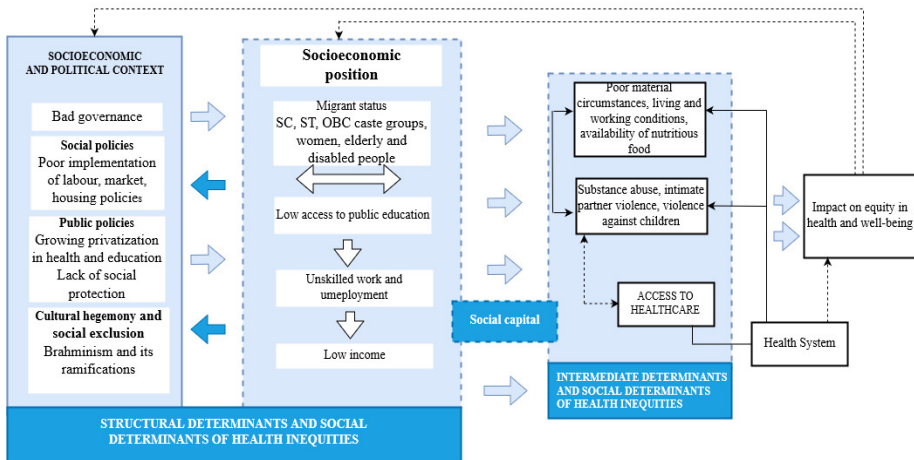 SOCIOECONOMIC
AND POLITICAL CONTEXT
Bad governance
Social policies
Poor implementation
of labour, market,
housing policies
Public policies
Growing privatization
in health and education
Lack of social
protection
Cultural hegemony and
social exclusion
Brahminism and its
ramifications
Socioeconomic
position
Migrant status
SC, ST, OBC caste groups,
women, elderly and
disabled people
Low access to public education
Unskilled work and
umeployment
Low income
STRUCTURAL DETERMINANTS AND SOCIAL
DETERMINANTS OF HEALTH INEQUITIES
Social capital
Poor material
circumstances, living and
working conditions,
availability of nutritious
food
Substance abuse, intimate
partner violence, violence
against children
ACCESS TO
HEALTHCARE
INTERMEDIATE DETERMINANTS
AND SOCIAL DETERMINANTS
OF HEALTH INEQUITIES
Health System
Impact on equity in
health and well-being